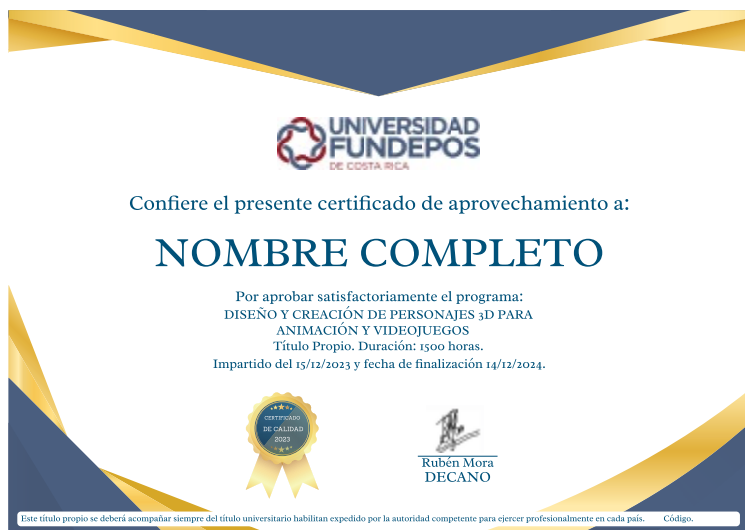 UNIVERSIDAD
FUNDEPOS
DE COSTA RICA
Confiere el presente certificado de aprovechamiento a:
NOMBRE COMPLETO
Por aprobar satisfactoriamente el programa:
DISEÑO Y CREACIÓN DE PERSONAJES 3D PARA
ANIMACIÓN Y VIDEOJUEGOS
Título Propio. Duración: 1500 horas.
Impartido del 15/12/2023 y fecha de finalización 14/12/2024.
CERTIFICADO
DE CALIDAD
2023
Rubén Mora
DECANO
Este título propio se deberá acompañar siempre del título universitario habilitan expedido por la autoridad competente para ejercer profesionalmente en cada país. Código.